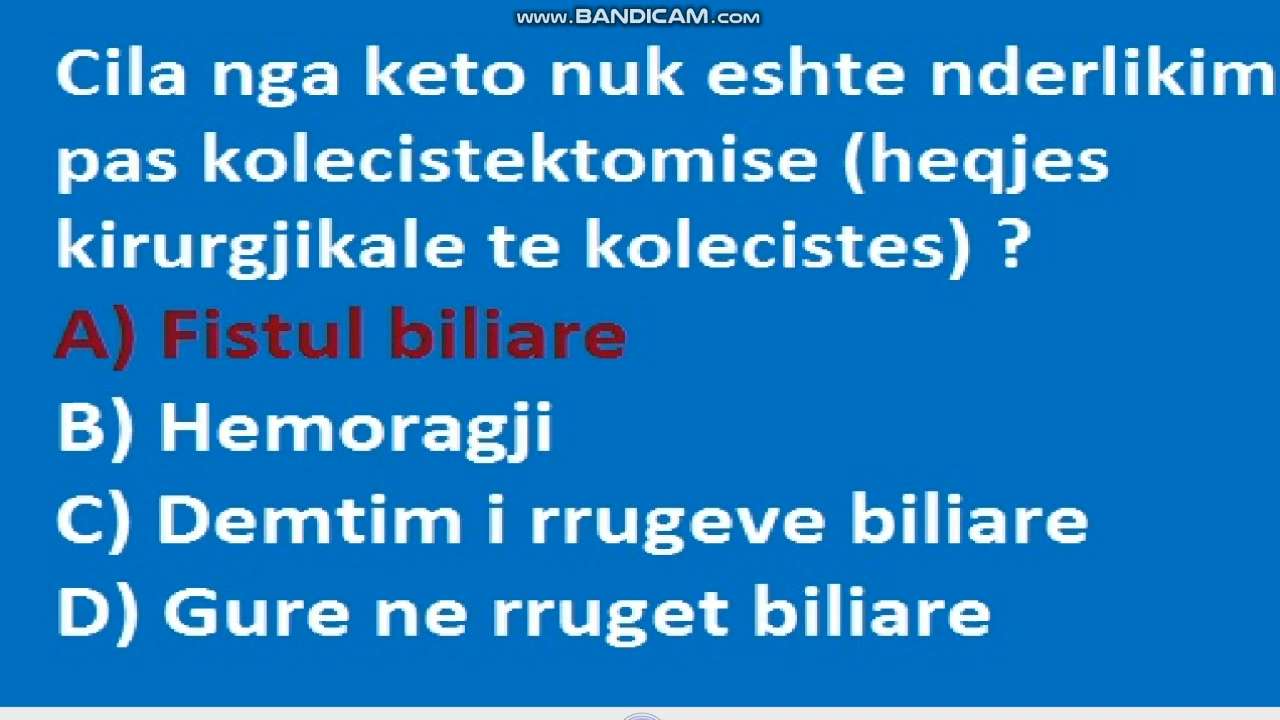 www.BANDICAM.com
Cila nga keto nuk eshte nderlikim
pas kolecistektomise (heqjes
kirurgjikale te kolecistes) ?
A) Fistul biliare
B) Hemoragji
C) Demtim i rrugeve biliare
D) Gure ne rruget biliare